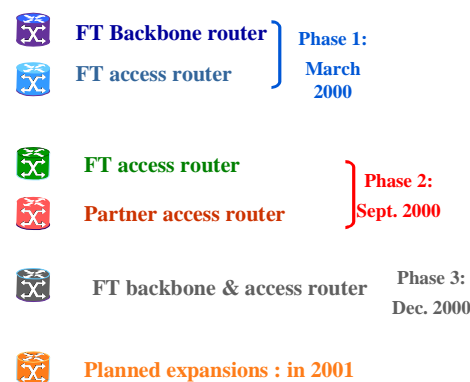 FT Backbone router
Phase 1:
FT access router
March
2000
FT access router
Phase 2:
Partner access router
Sept. 2000
FT backbone & access router
Phase 3:
Dec. 2000
Planned expansions : in 2001